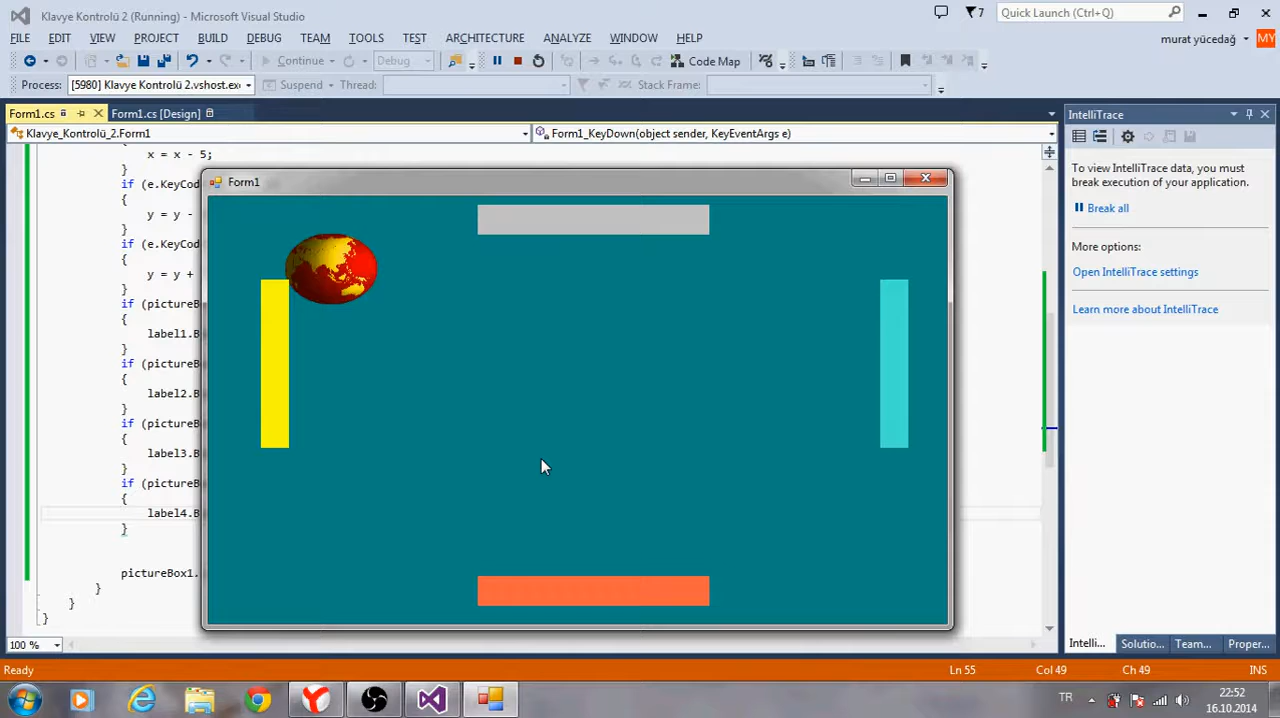 Klavye Kontrolü 2 (Running) - Microsoft Visual Studio
7
Quick Launch (Ctrl+Q)
FILE EDIT VIEW PROJECT BUILD DEBUG TEAM TOOLS TEST ARCHITECTURE ANALYZE WINDOW HELP
murat yücedağ
MY
Continue
Debug
Code Map
Process: [5980] Klavye Kontrolü 2.vshost.exe
Suspend
Thread:
Stack Frame:
Form1.cs
Form1.cs [Design]
Klavye_Kontrolü_2.Form1
Form1_KeyDown(object sender, KeyEventArgs e)
x = x - 5;
}
if (e.KeyCod
{
y = y -
}
if (e.KeyCod
{
y = y +
}
if (pictureB
{
label1.B
}
if (pictureB
{
label2.B
}
if (pictureB
{
label3.B
}
if (pictureB
{
label4.B
}
pictureBox1.
}
}
}
Form1
IntelliTrace
To view IntelliTrace data, you must
break execution of your application.
Break all
More options:
Open IntelliTrace settings
Learn more about IntelliTrace
100 %
Intelli...
Solutio...
Team...
Proper...
Ready
Ln 55
Col 49
Ch 49
INS
TR
22:52
16.10.2014